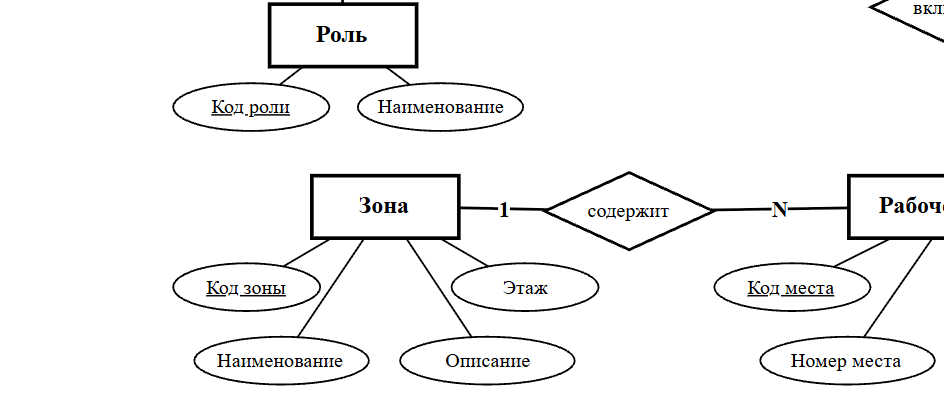 Роль
Код роли
Наименование
Зона
1
содержит
N
Код зоны
Этаж
Код места
Наименование
Описание
Номер места